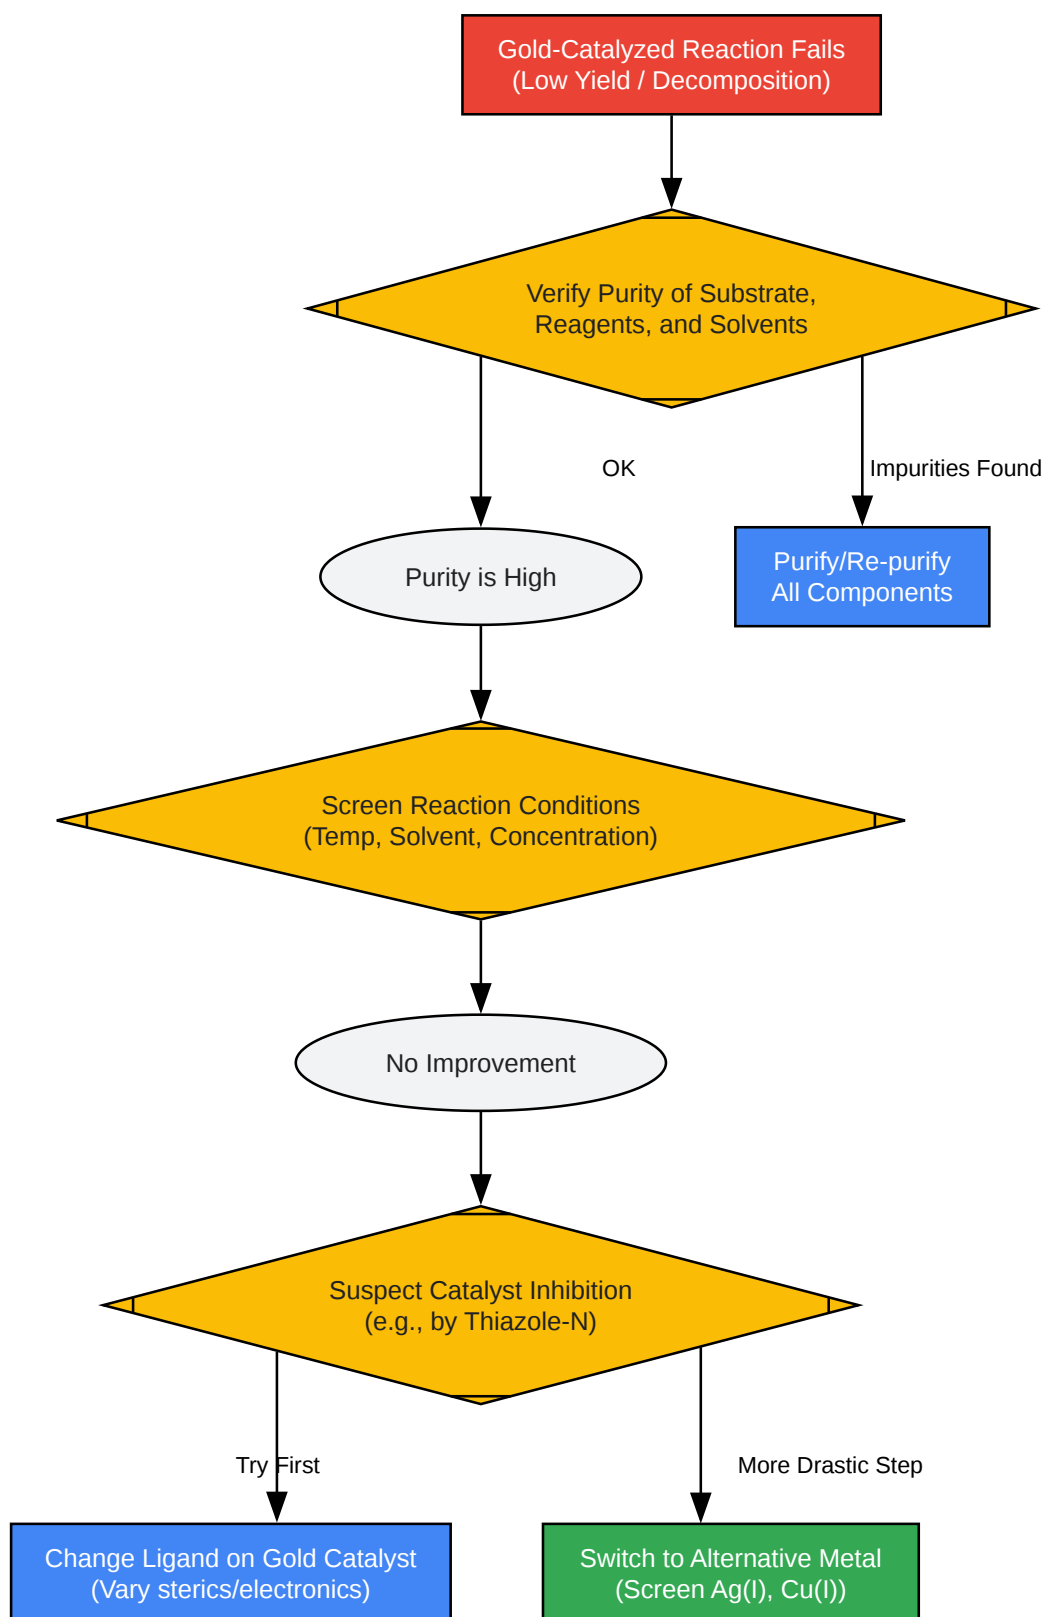 Gold-Catalyzed Reaction Fails
(Low Yield / Decomposition)
Verify Purity of Substrate,
Reagents, and Solvents
OK
Impurities Found
Purity is High
Purify/Re-purify
All Components
Screen Reaction Conditions
(Temp, Solvent, Concentration)
No Improvement
Suspect Catalyst Inhibition
(e.g., by Thiazole-N)
Try First
More Drastic Step
Change Ligand on Gold Catalyst
(Vary sterics/electronics)
Switch to Alternative Metal
(Screen Ag(I), Cu(I))